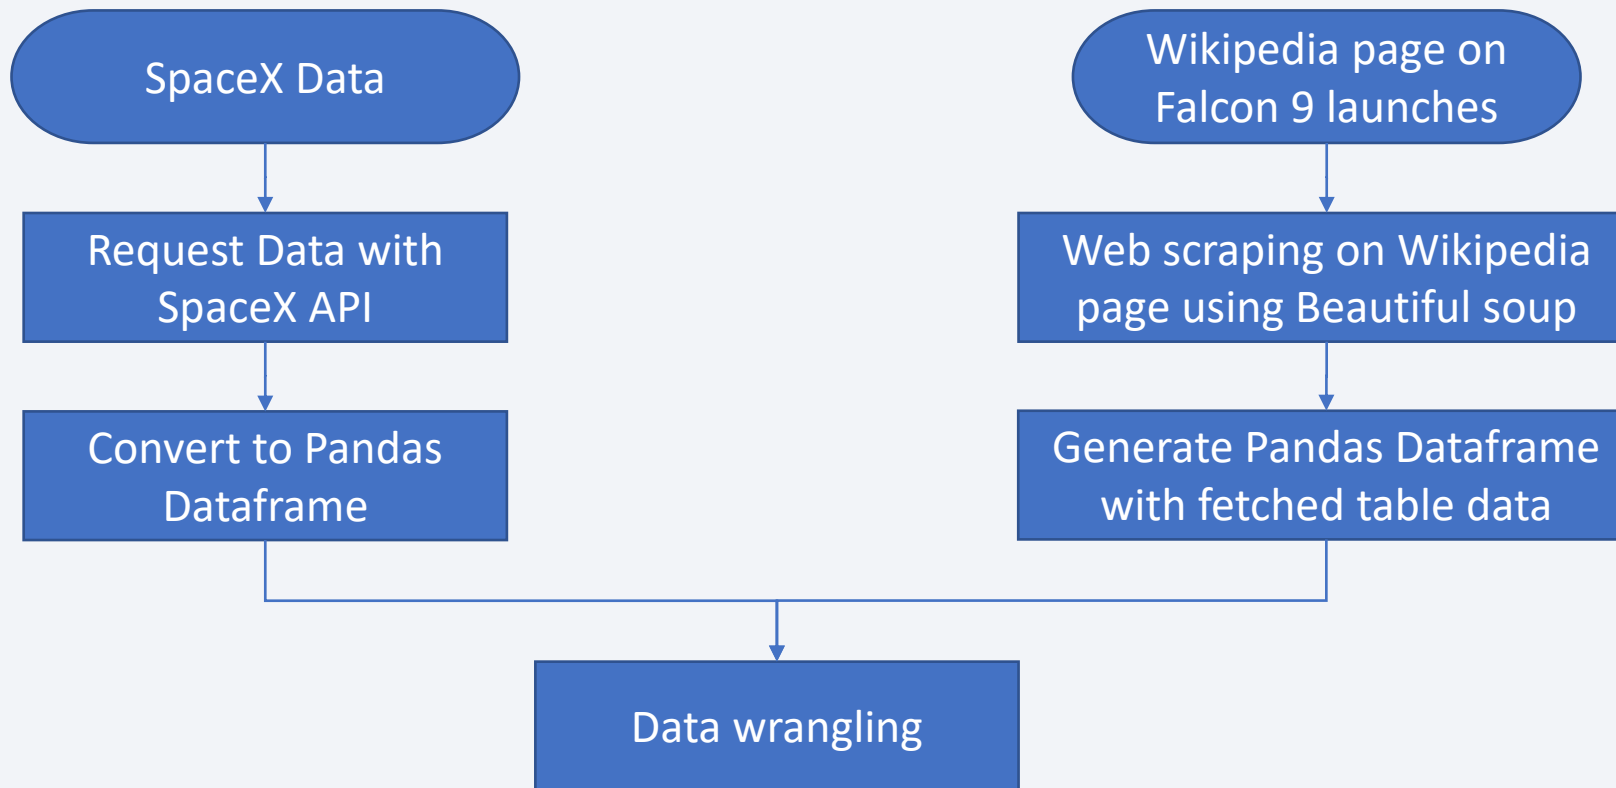 SpaceX Data
Request Data with
SpaceX API
Convert to Pandas
Dataframe
Wikipedia page on
Falcon 9 launches
Web scraping on Wikipedia
page using Beautiful soup
Generate Pandas Dataframe
with fetched table data
Data wrangling